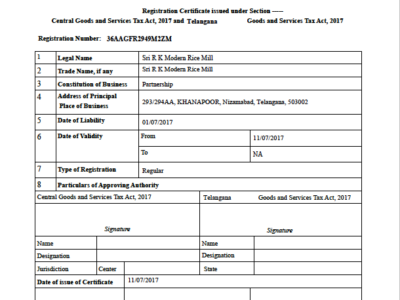 Registration Certificate issued under Section -----
Central Goods and Services Tax Act, 2017 and Telangana Goods and Services Tax Act, 2017
Registration Number: 36AAGFR2949M2ZM
1 Legal Name Sri R K Modern Rice Mill
2 Trade Name, if any Sri R K Modern Rice Mill
3 Constitution of Business Partnership
4 Address of Principal
Place of Business 293/294AA, KHANAPOOR, Nizamabad, Telangana, 503002
5 Date of Liability 01/07/2017
6 Date of Validity From 11/07/2017
To NA
7 Type of Registration Regular
8 Particulars of Approving Authority
Central Goods and Services Tax Act, 2017 Telangana Goods and Services Tax Act, 2017
Signature Signature
Name Name
Designation Designation
Jurisdiction Center State
Date of issue of Certificate 11/07/2017